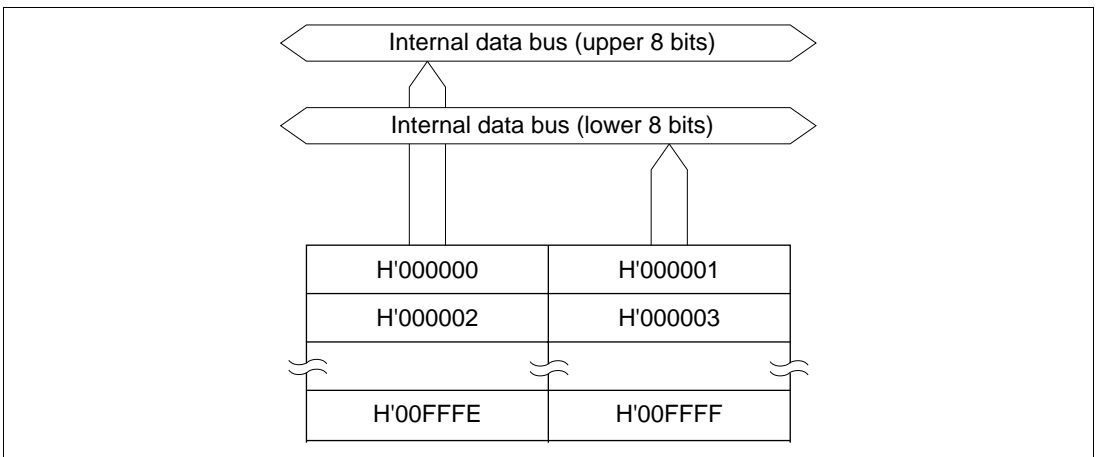 Internal data bus (upper 8 bits)
Internal data bus (lower 8 bits)
H'000000 H'000001
H'000002 H'000003
H'00FFFE H'00FFFF